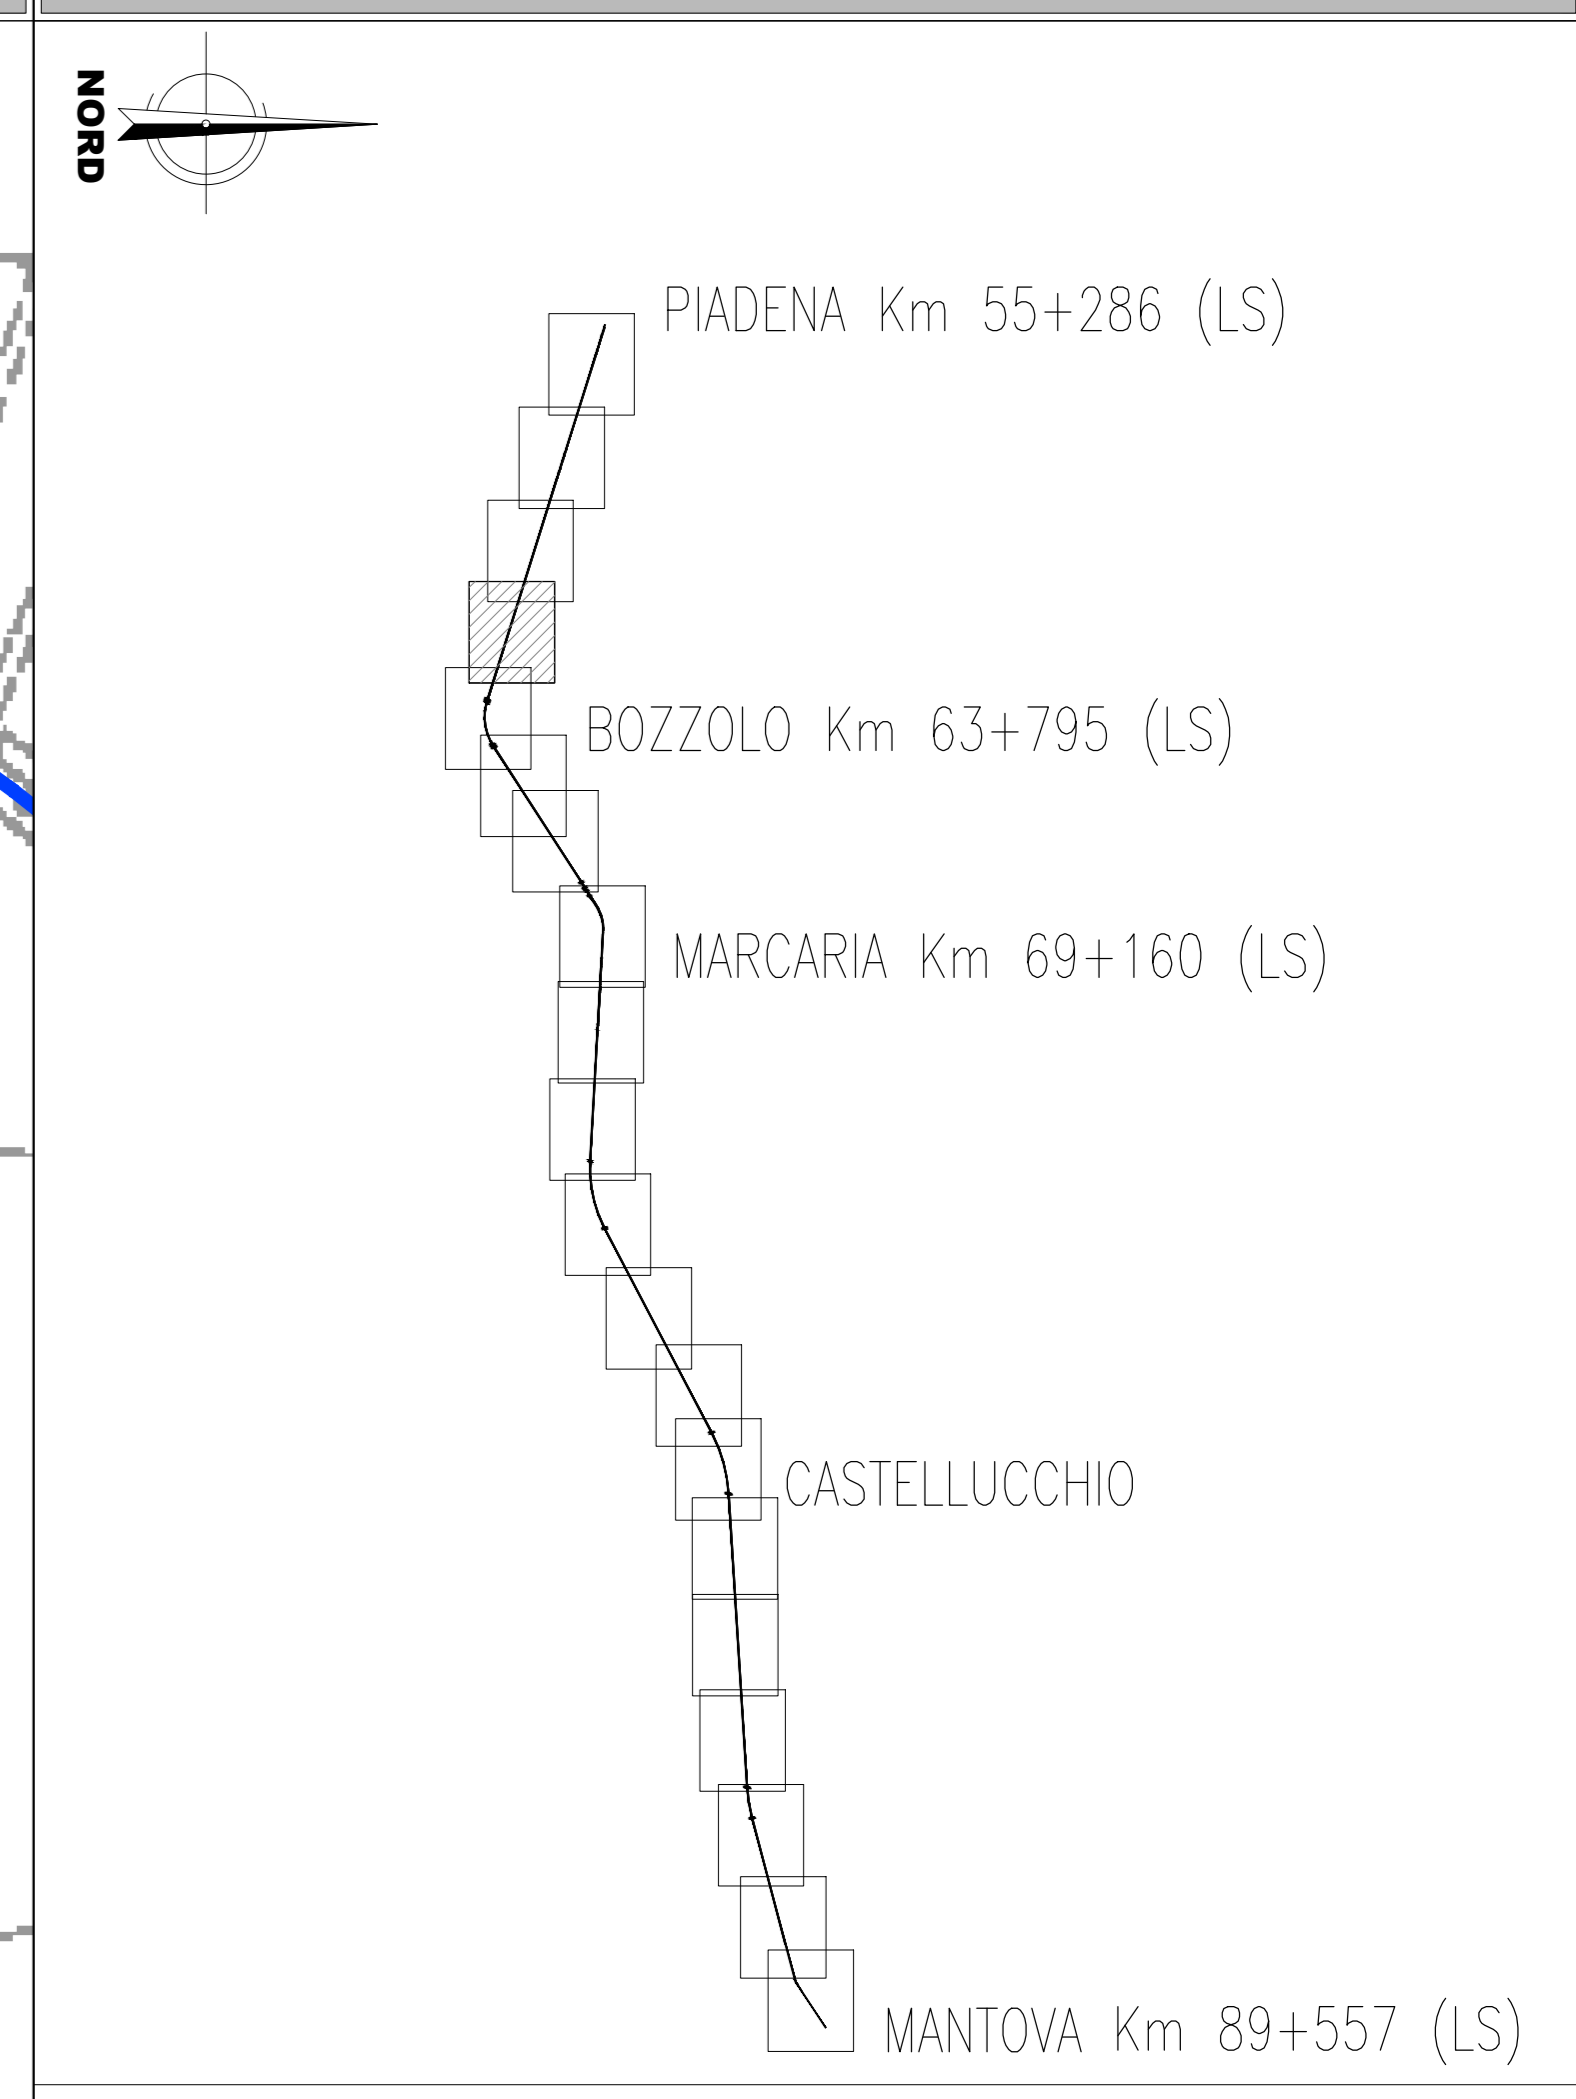 NORD
PIADENA Km 55+286 (LS)
BOZZOLO Km 63+795 (LS)
MARCARIA Km 69+160 (LS)
CASTELLUCCHIO
MANTOVA Km 89+557 (LS)